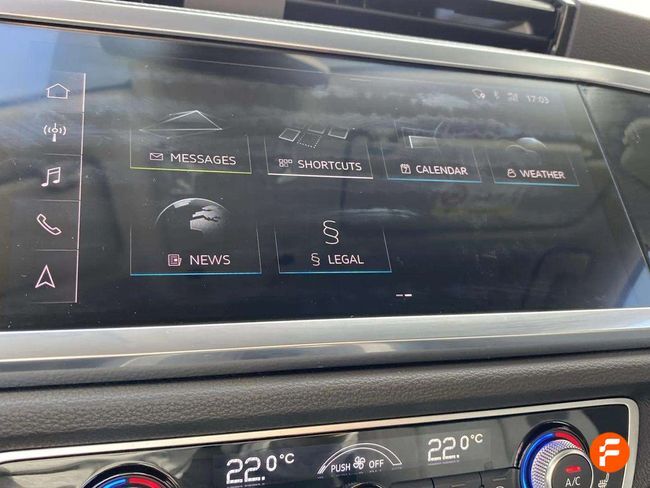 17:03
MESSAGES
SHORTCUTS
CALENDAR
WEATHER
NEWS
§
§ LEGAL
22.0°C
PUSH OFF
22.0°C
A/C
F